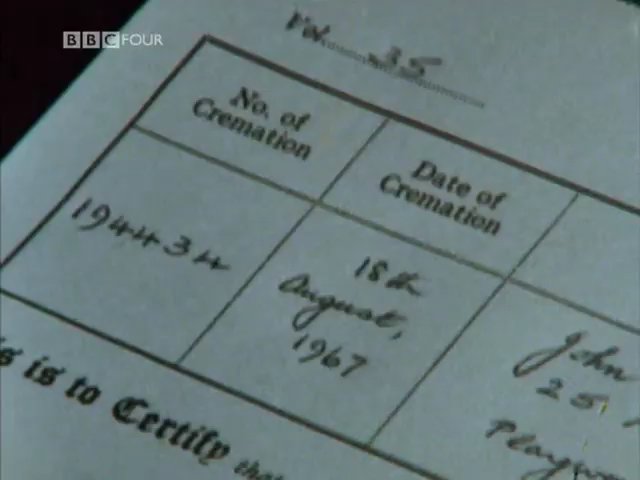 BBC FOUR
Vol. 35
No. of
Cremation
Date of
Cremation
194434
18th
August,
1967
John
25
is is to Certify that